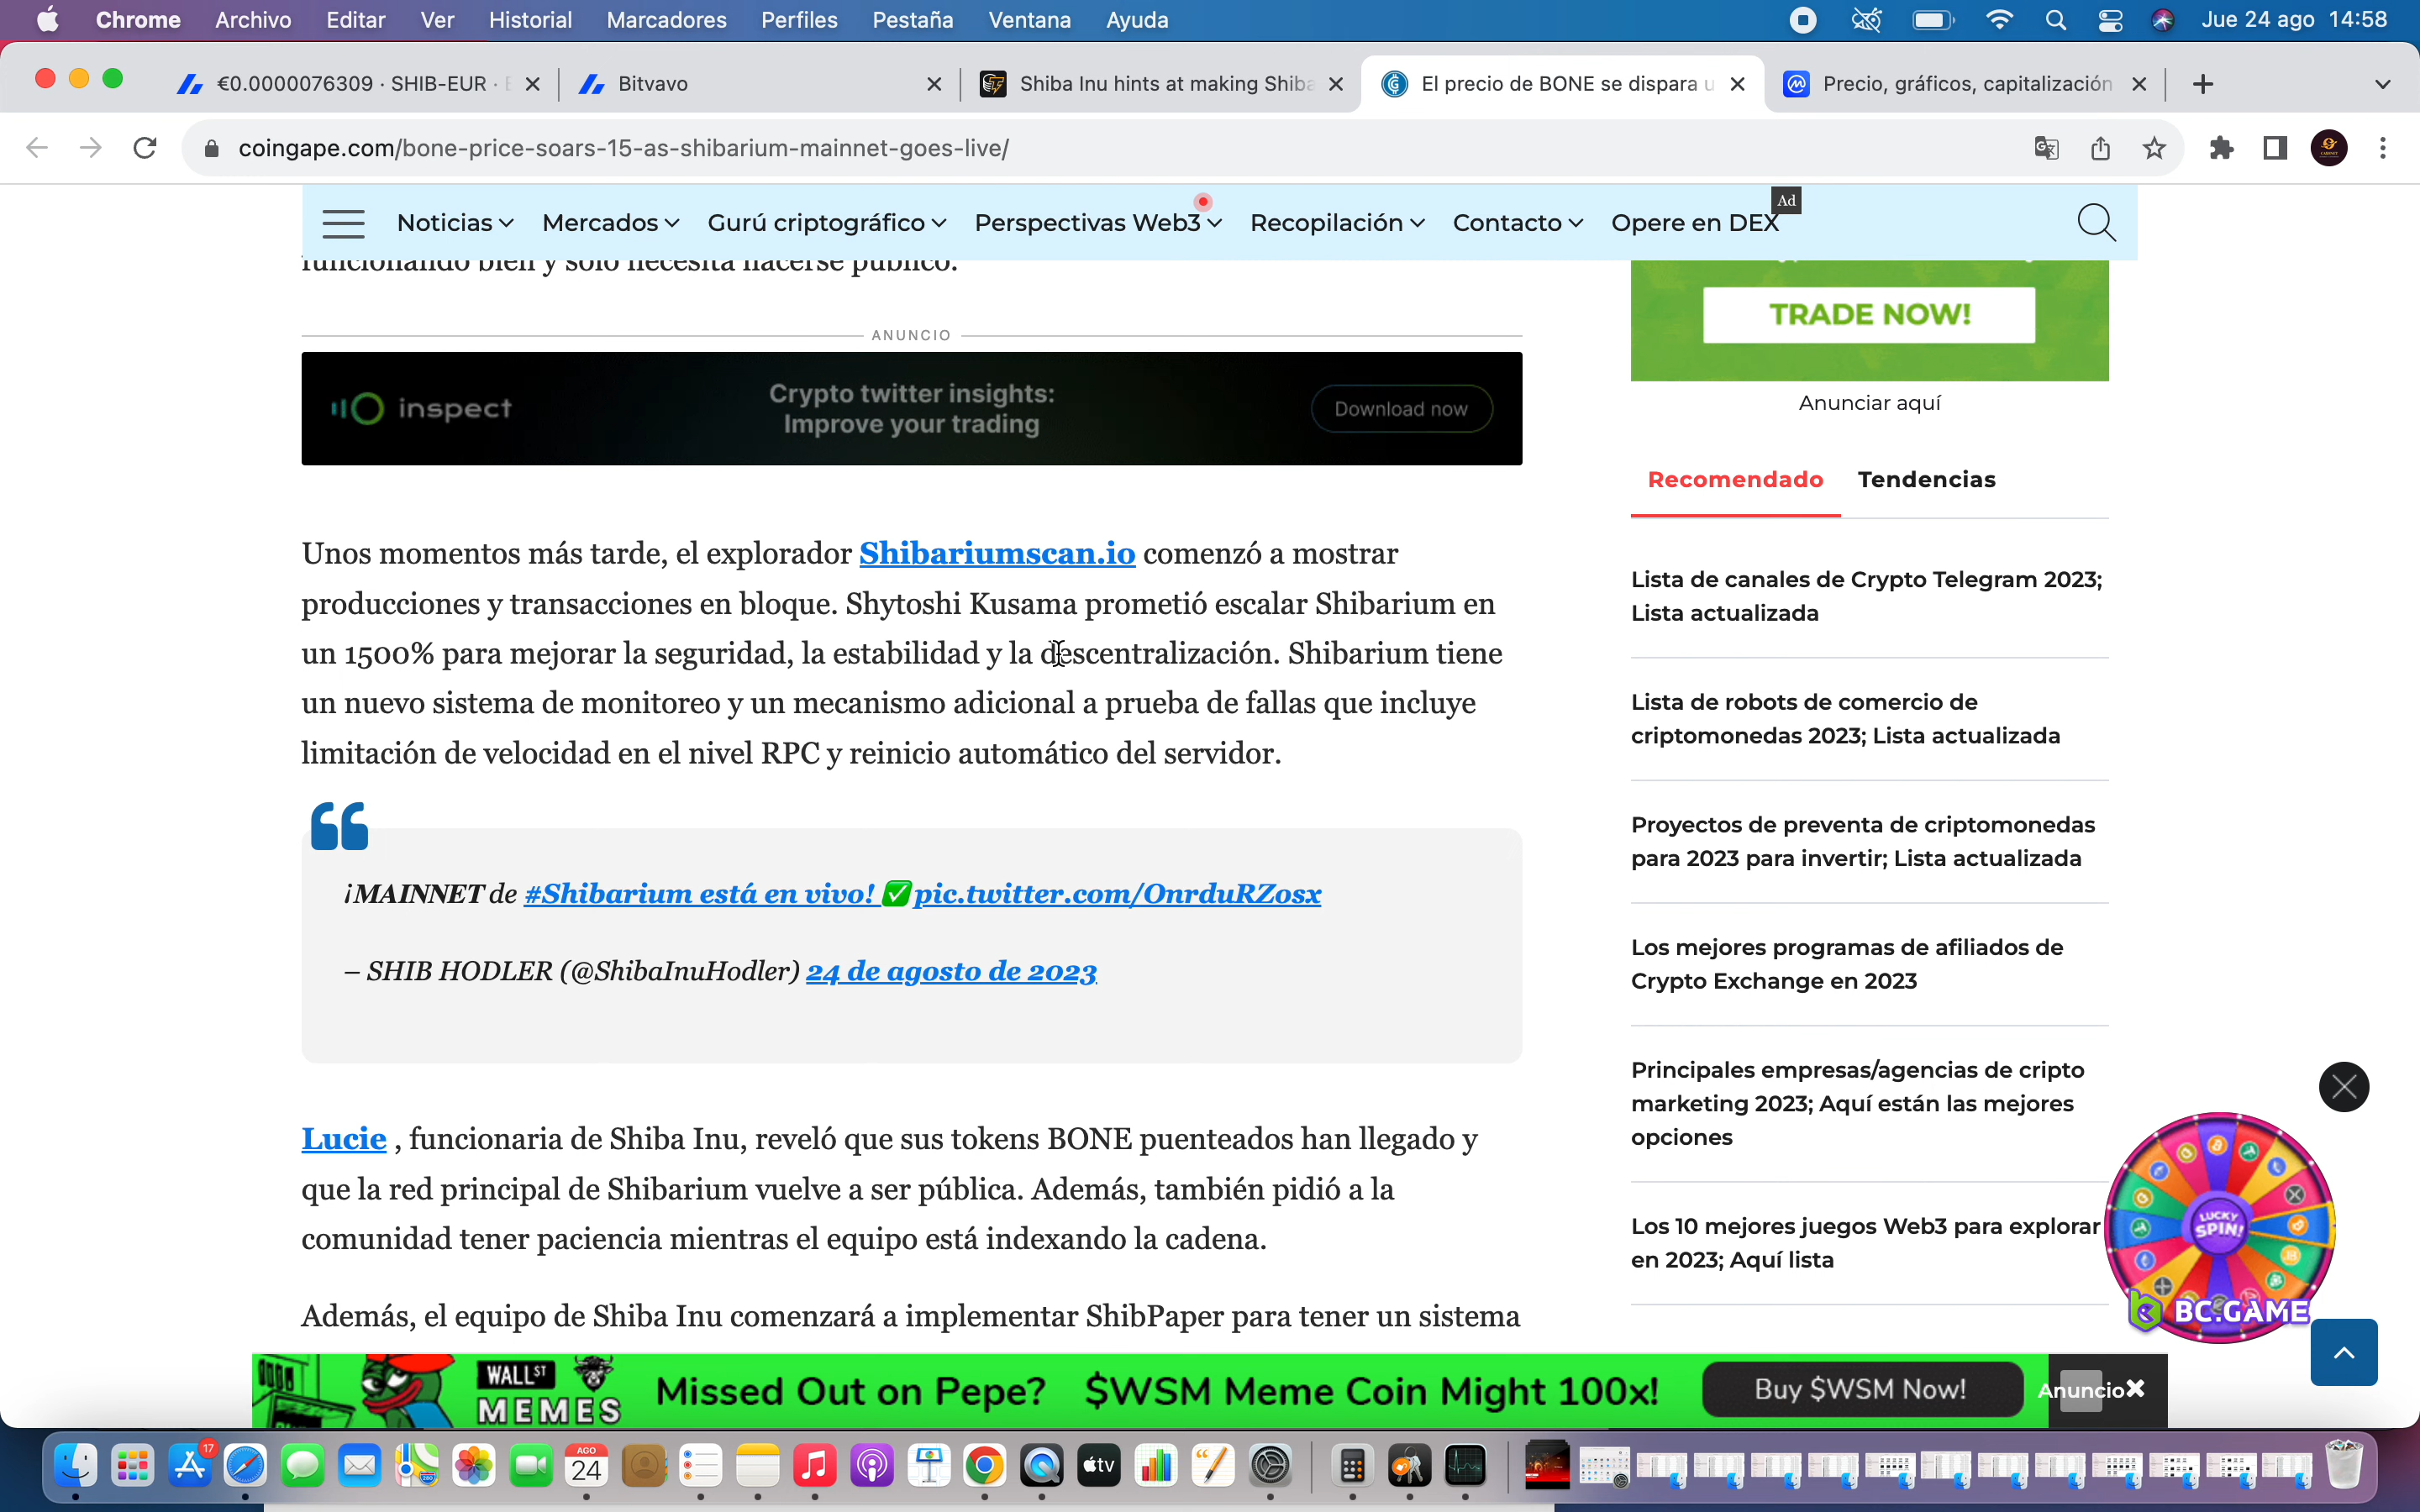 Chrome Archivo Editar Ver Historial Marcadores Perfiles Pestaña Ventana Ayuda Jue 24 ago 14:58
€0.0000076309 · SHIB-EUR · Bitvavo Shiba Inu hints at making Shiba El precio de BONE se dispara u Precio, gráficos, capitalización
coingape.com/bone-price-soars-15-as-shibarium-mainnet-goes-live/
Noticias Mercados Gurú criptográfico Perspectivas Web3 Recopilación Contacto Opere en DEX Ad
funcionando bien y solo necesita hacerse público.
ANUNCIO
inspect
Crypto twitter insights:
Improve your trading
Download now
Unos momentos más tarde, el explorador Shibariumscan.io comenzó a mostrar
producciones y transacciones en bloque. Shytoshi Kusama prometió escalar Shibarium en
un 1500% para mejorar la seguridad, la estabilidad y la descentralización. Shibarium tiene
un nuevo sistema de monitoreo y un mecanismo adicional a prueba de fallas que incluye
limitación de velocidad en el nivel RPC y reinicio automático del servidor.
¡MAINNET de #Shibarium está en vivo! ✅ pic.twitter.com/OnrduRZosx
– SHIB HODLER (@ShibaInuHodler) 24 de agosto de 2023
Lucie , funcionaria de Shiba Inu, reveló que sus tokens BONE puenteados han llegado y
que la red principal de Shibarium vuelve a ser pública. Además, también pidió a la
comunidad tener paciencia mientras el equipo está indexando la cadena.
Además, el equipo de Shiba Inu comenzará a implementar ShibPaper para tener un sistema
TRADE NOW!
Anunciar aquí
Recomendado Tendencias
Lista de canales de Crypto Telegram 2023;
Lista actualizada
Lista de robots de comercio de
criptomonedas 2023; Lista actualizada
Proyectos de preventa de criptomonedas
para 2023 para invertir; Lista actualizada
Los mejores programas de afiliados de
Crypto Exchange en 2023
Principales empresas/agencias de cripto
marketing 2023; Aquí están las mejores
opciones
Los 10 mejores juegos Web3 para explorar
en 2023; Aquí lista
LUCKY
SPIN!
BC.GAME
WALL ST
MEMES
Missed Out on Pepe? $WSM Meme Coin Might 100x!
Buy $WSM Now!
Anuncio
17
AGO
24
tv